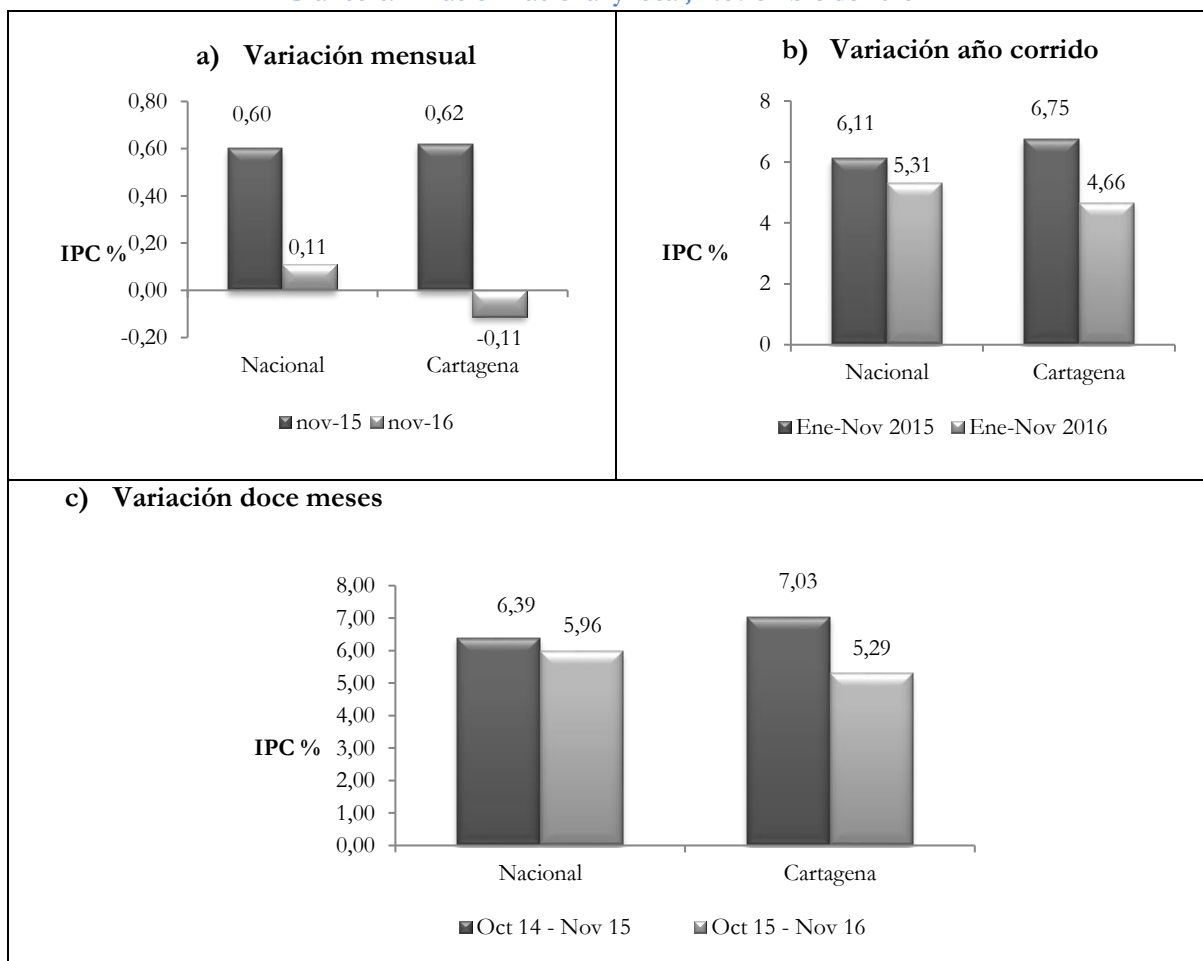 a) Variación mensual
0,80
0,60
0,40
0,20
0,00
-0,20
IPC %
0,60
0,11
0,62
-0,11
Nacional
Cartagena
nov-15 nov-16
b) Variación año corrido
8
6
4
2
0
IPC %
6,11
5,31
6,75
4,66
Nacional
Cartagena
Ene-Nov 2015 Ene-Nov 2016
c) Variación doce meses
8,00
7,00
6,00
5,00
4,00
3,00
2,00
1,00
0,00
IPC %
6,39
5,96
7,03
5,29
Nacional
Cartagena
Oct 14 - Nov 15 Oct 15 - Nov 16